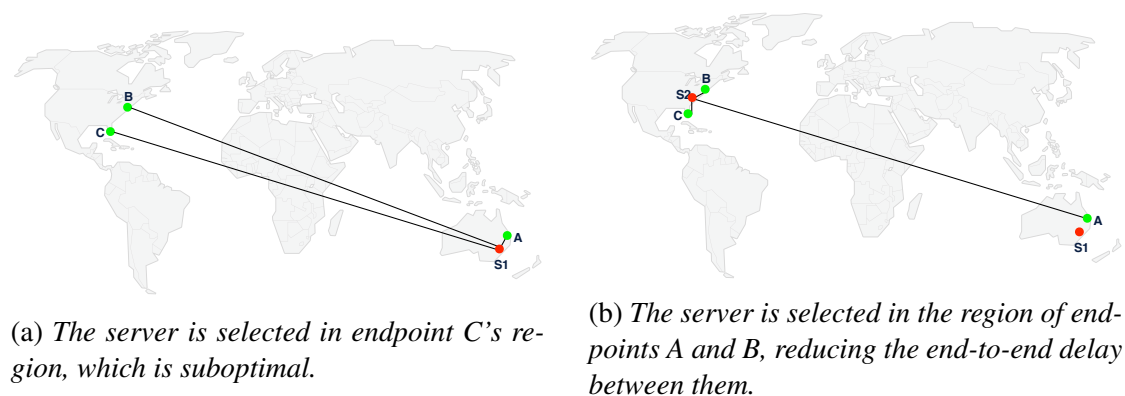 B
C
A
S1
(a) The server is selected in endpoint C's re-
gion, which is suboptimal.
B
S2
C
A
S1
(b) The server is selected in the region of end-
points A and B, reducing the end-to-end delay
between them.